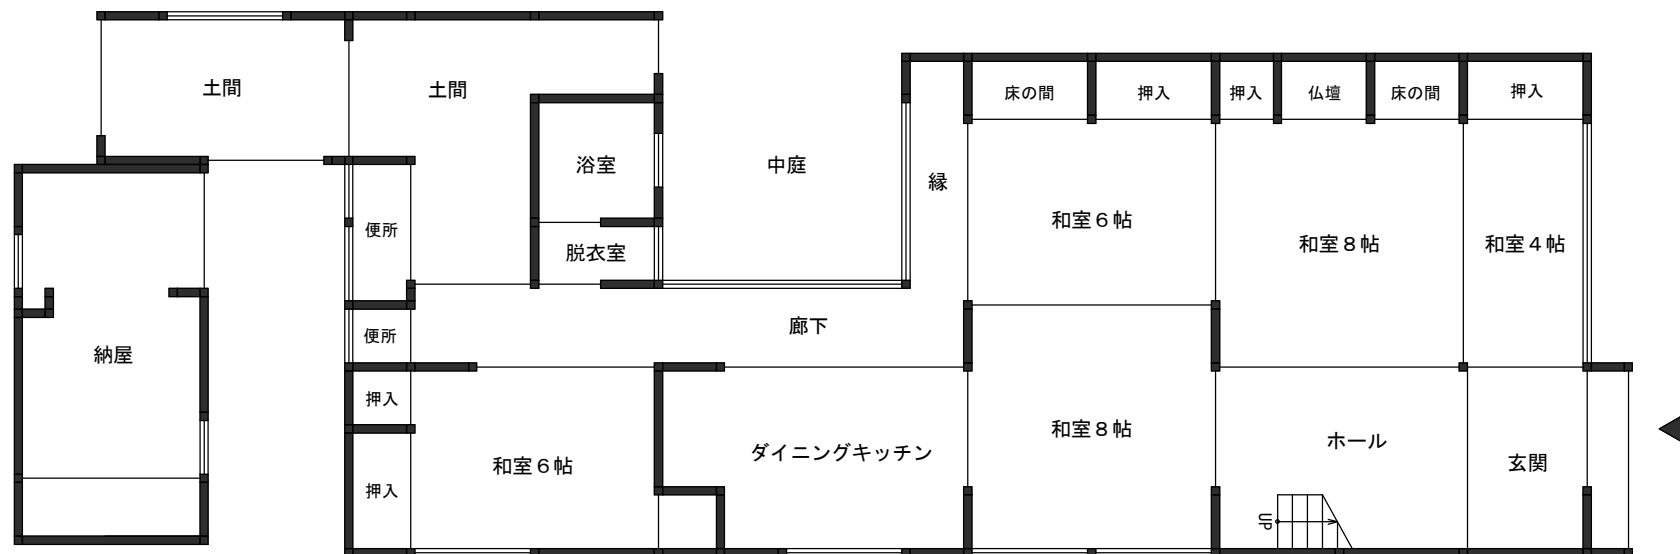 土間
土間
床の間
押入
押入
仏壇
床の間
押入
浴室
中庭
縁
便所
和室６帖
和室８帖
和室４帖
脱衣室
廊下
便所
納屋
押入
和室８帖
ホール
ダイニングキッチン
和室６帖
玄関
押入
UP